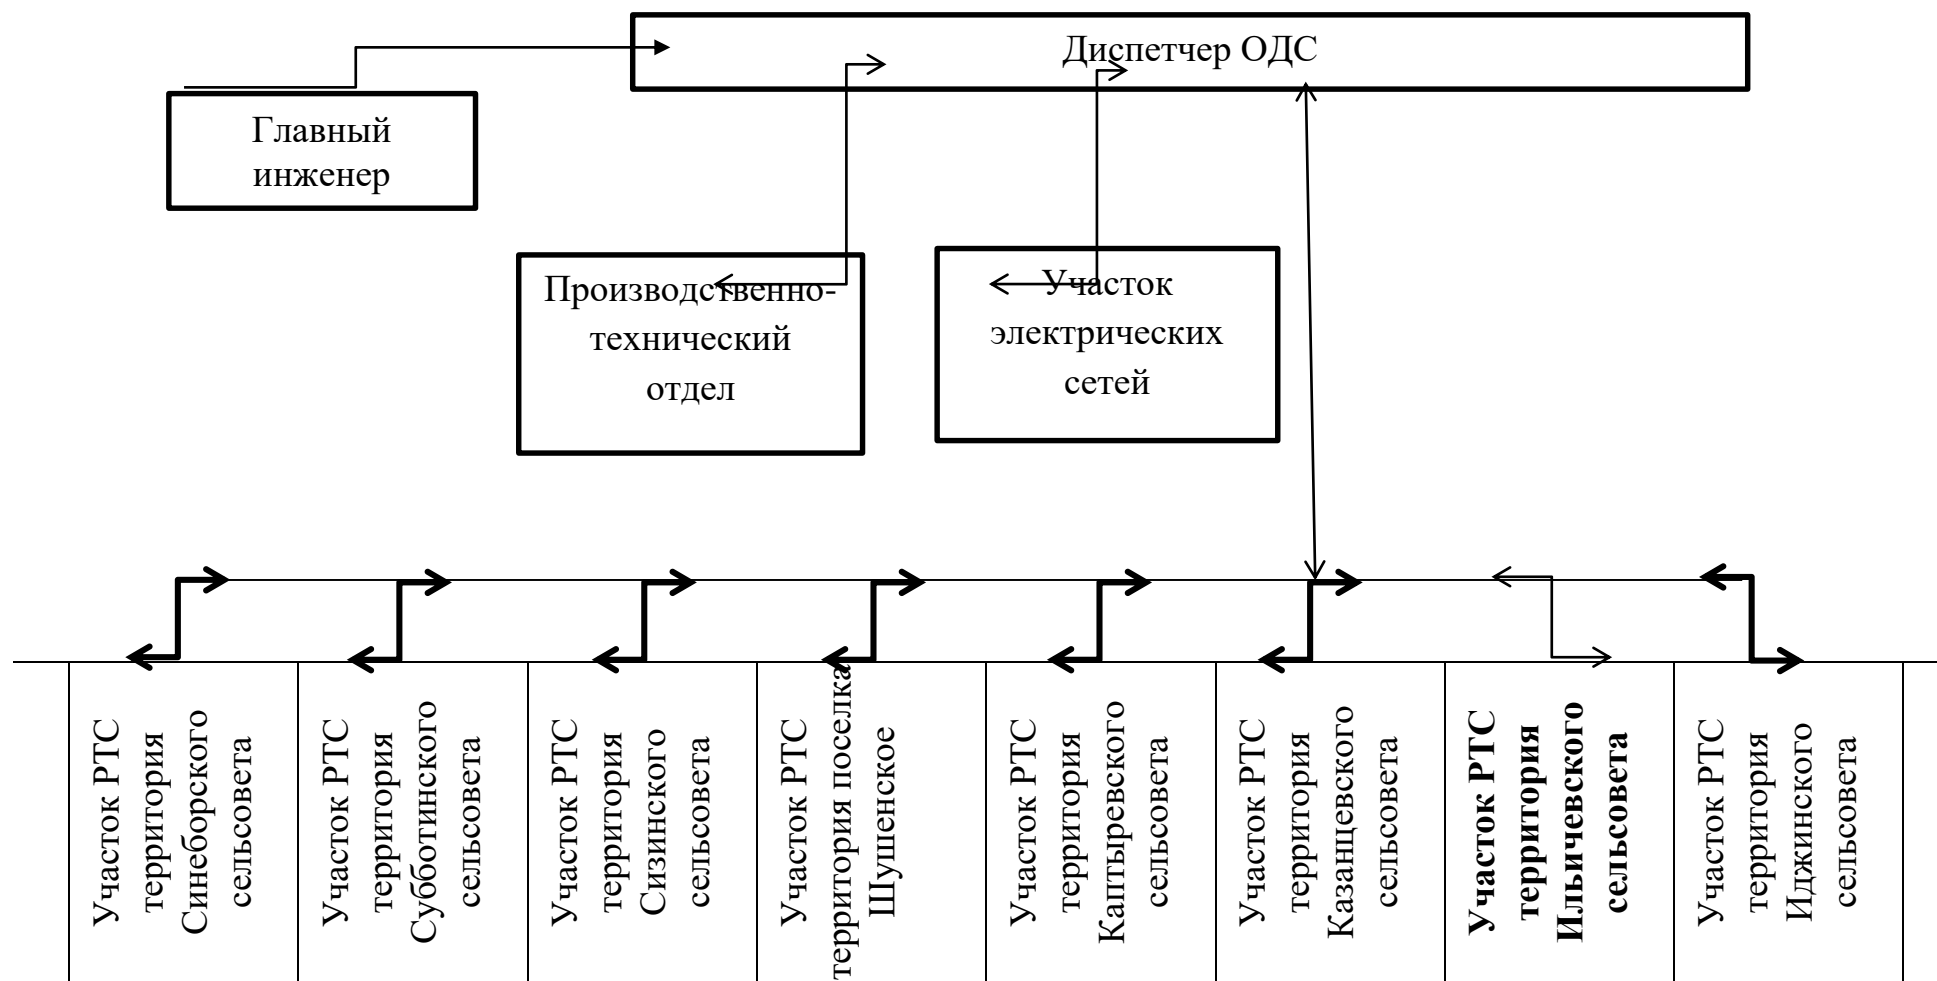 Диспетчер ОДС
Главный
инженер
Производственно-
технический
отдел
Участок
электрических
сетей
Участок РТС
территория
Синеборского
сельсовета
Участок РТС
территория
Субботинского
сельсовета
Участок РТС
территория
Сизинского
сельсовета
Участок РТС
территория поселка
Шушенское
Участок РТС
территория
Каптыревского
сельсовета
Участок РТС
территория
Казанцевского
сельсовета
Участок РТС
территория
Ильичевского
сельсовета
Участок РТС
территория
Иджинского
сельсовета